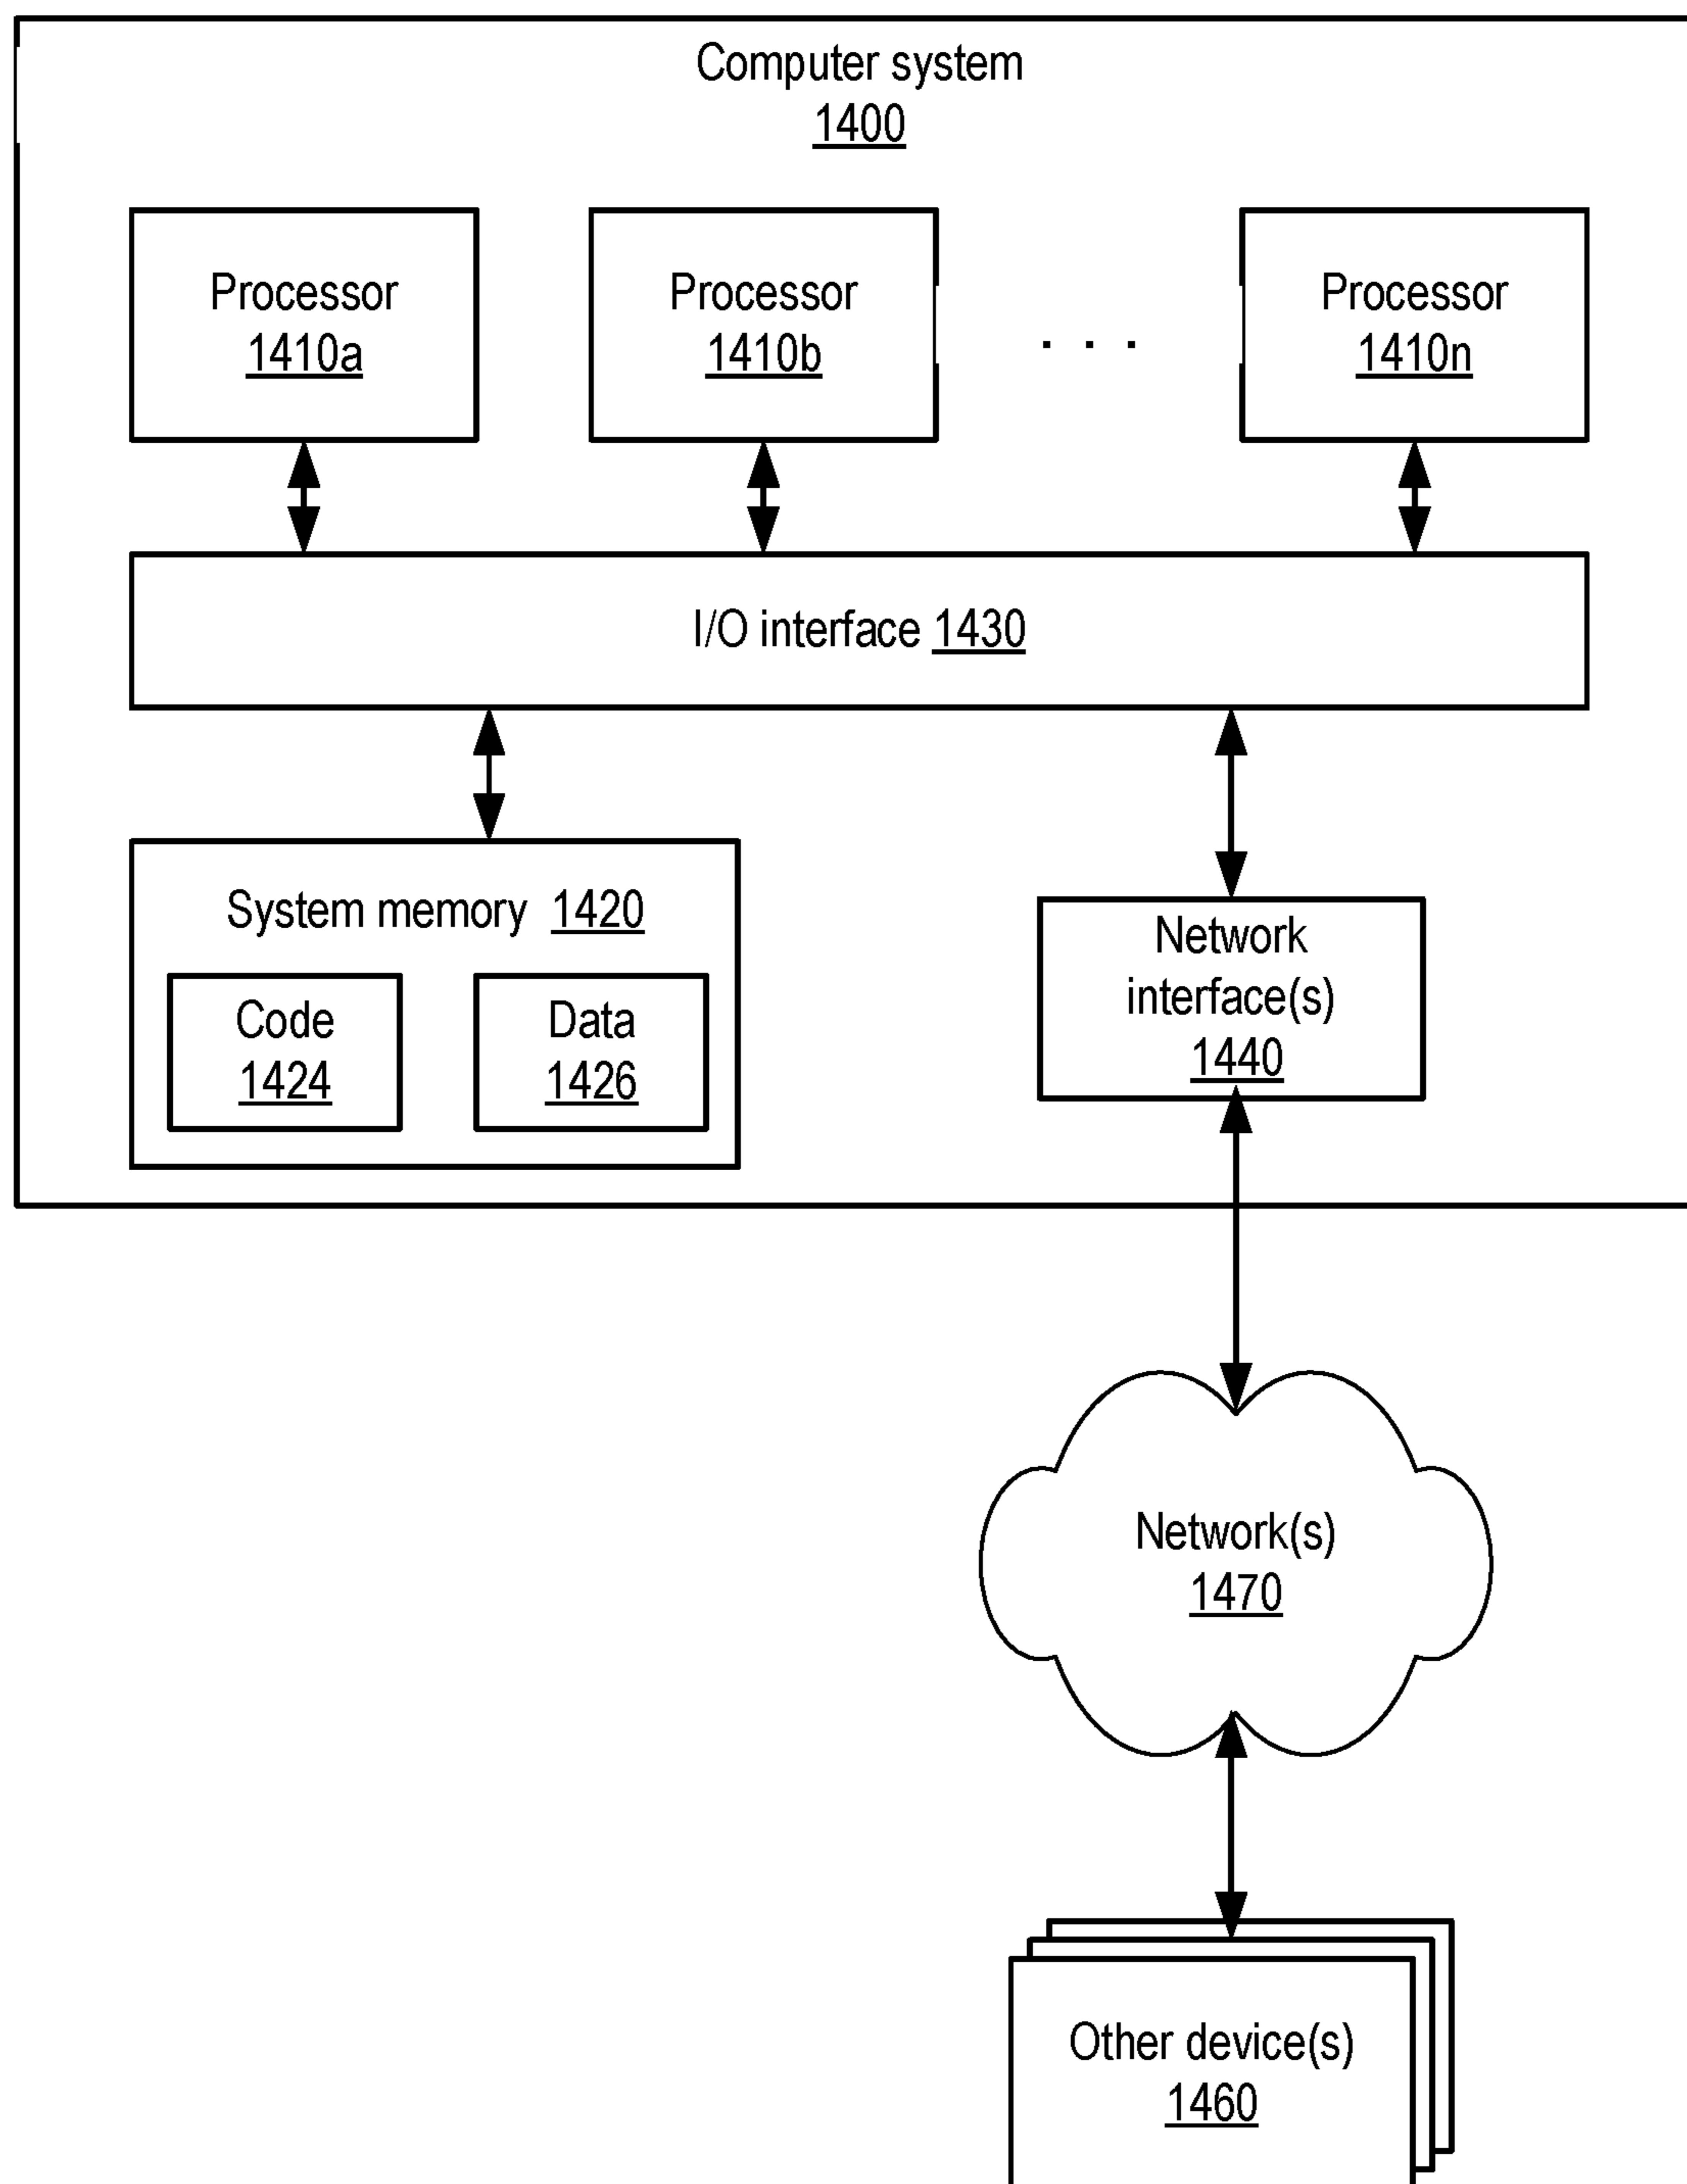 Computer system
1400
Processor
1410a
Processor
1410b
. . .
Processor
1410n
I/O interface 1430
System memory 1420
Code
1424
Data
1426
Network
interface(s)
1440
Network(s)
1470
Other device(s)
1460